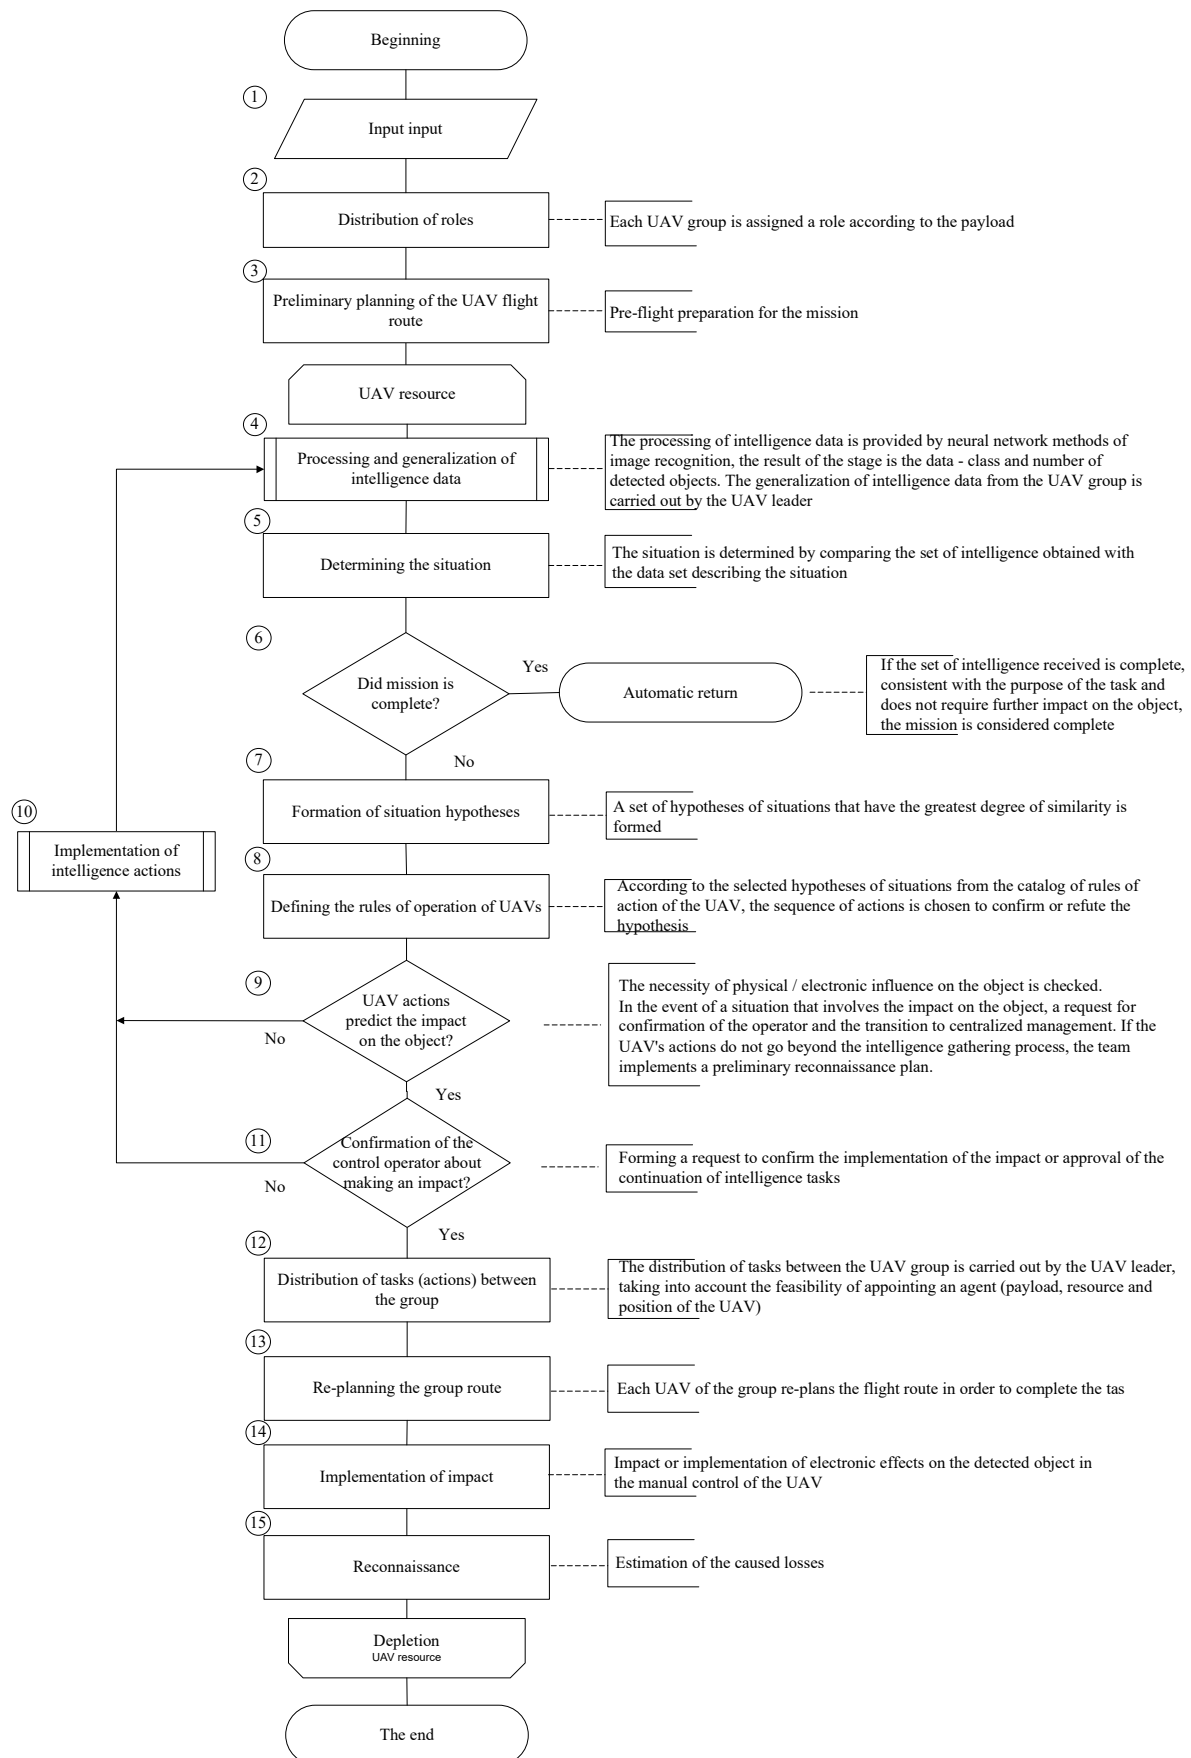 Beginning
1
Input input
2
Distribution of roles
Each UAV group is assigned a role according to the payload
3
Preliminary planning of the UAV flight
route
Pre-flight preparation for the mission
UAV resource
4
Processing and generalization of
intelligence data
The processing of intelligence data is provided by neural network methods of
image recognition, the result of the stage is the data - class and number of
detected objects. The generalization of intelligence data from the UAV group is
carried out by the UAV leader
5
Determining the situation
The situation is determined by comparing the set of intelligence obtained with
the data set describing the situation
6
Did mission is
complete?
Yes
Automatic return
If the set of intelligence received is complete,
consistent with the purpose of the task and
does not require further impact on the object,
the mission is considered complete
No
7
Formation of situation hypotheses
A set of hypotheses of situations that have the greatest degree of similarity is
formed
10
Implementation of
intelligence actions
8
Defining the rules of operation of UAVs
According to the selected hypotheses of situations from the catalog of rules of
action of the UAV, the sequence of actions is chosen to confirm or refute the
hypothesis
9
UAV actions
predict the impact
on the object?
No
Yes
The necessity of physical / electronic influence on the object is checked.
In the event of a situation that involves the impact on the object, a request for
confirmation of the operator and the transition to centralized management. If the
UAV's actions do not go beyond the intelligence gathering process, the team
implements a preliminary reconnaissance plan.
11
Confirmation of the
control operator about
making an impact?
No
Yes
Forming a request to confirm the implementation of the impact or approval of the
continuation of intelligence tasks
12
Distribution of tasks (actions) between
the group
The distribution of tasks between the UAV group is carried out by the UAV leader,
taking into account the feasibility of appointing an agent (payload, resource and
position of the UAV)
13
Re-planning the group route
Each UAV of the group re-plans the flight route in order to complete the tas
14
Implementation of impact
Impact or implementation of electronic effects on the detected object in
the manual control of the UAV
15
Reconnaissance
Estimation of the caused losses
Depletion
UAV resource
The end